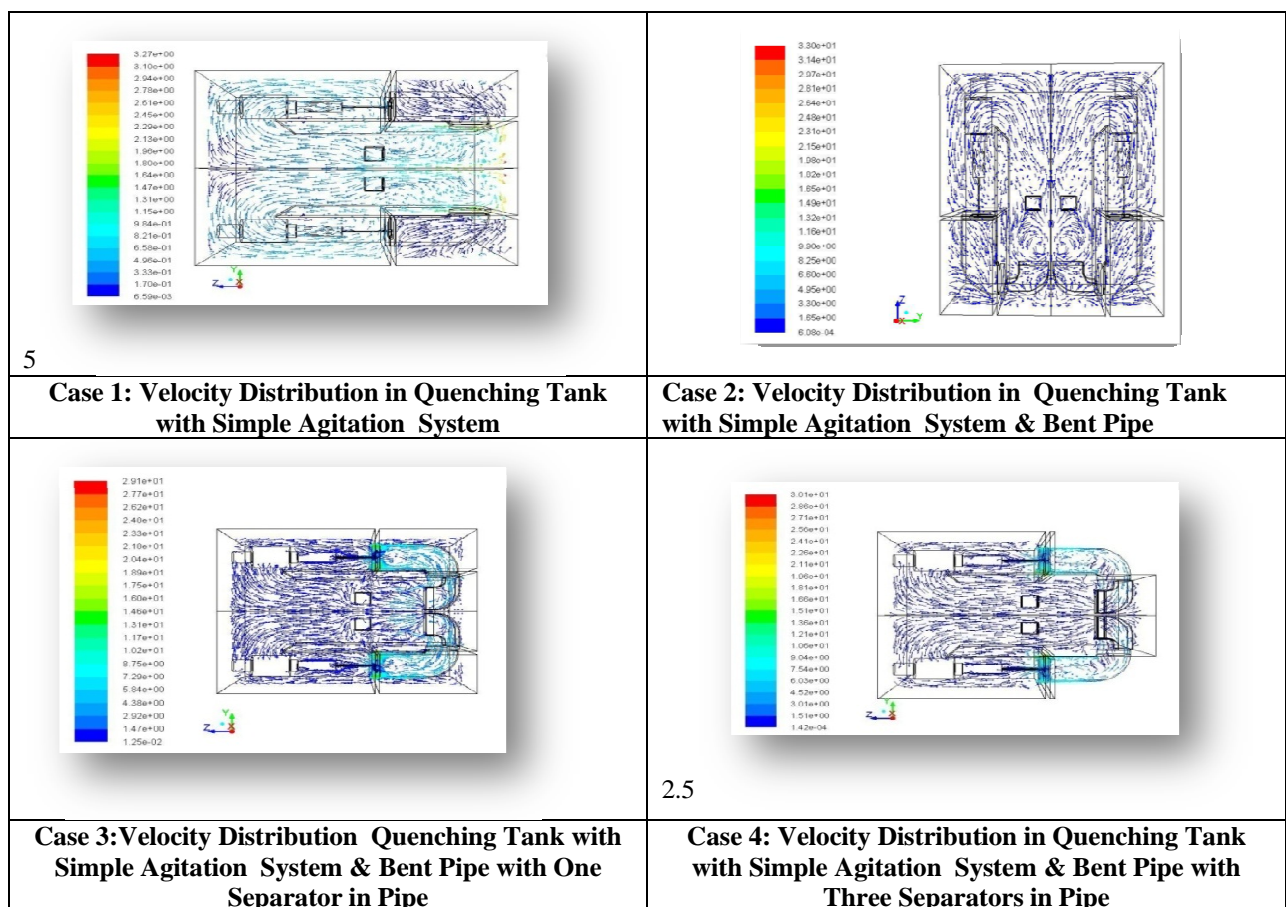 3.27e+00
3.10e+00
2.94e+00
2.78e+00
2.61e+00
2.45e+00
2.29e+00
2.13e+00
1.96e+00
1.80e+00
1.64e+00
1.47e+00
1.31e+00
1.15e+00
9.84e-01
8.21e-01
6.58e-01
4.96e-01
3.33e-01
1.70e-01
6.59e-03
Y
Z
X
5
Case 1: Velocity Distribution in Quenching Tank
with Simple Agitation System
3.30e+01
3.14e+01
2.97e+01
2.81e+01
2.64e+01
2.48e+01
2.31e+01
2.15e+01
1.98e+01
1.82e+01
1.65e+01
1.49e+01
1.32e+01
1.16e+01
9.90e+00
8.25e+00
6.60e+00
4.95e+00
3.30e+00
1.65e+00
6.08e-04
Z
X
Y
Case 2: Velocity Distribution in Quenching Tank
with Simple Agitation System & Bent Pipe
2.91e+01
2.77e+01
2.62e+01
2.48e+01
2.33e+01
2.18e+01
2.04e+01
1.89e+01
1.75e+01
1.60e+01
1.46e+01
1.31e+01
1.17e+01
1.02e+01
8.75e+00
7.29e+00
5.84e+00
4.38e+00
2.92e+00
1.47e+00
1.25e-02
Y
Z
X
Case 3:Velocity Distribution Quenching Tank with
Simple Agitation System & Bent Pipe with One
Separator in Pipe
3.01e+01
2.86e+01
2.71e+01
2.56e+01
2.41e+01
2.26e+01
2.11e+01
1.96e+01
1.81e+01
1.66e+01
1.51e+01
1.36e+01
1.21e+01
1.06e+01
9.04e+00
7.54e+00
6.03e+00
4.52e+00
3.01e+00
1.51e+00
1.42e-04
Y
Z
X
2.5
Case 4: Velocity Distribution in Quenching Tank
with Simple Agitation System & Bent Pipe with
Three Separators in Pipe